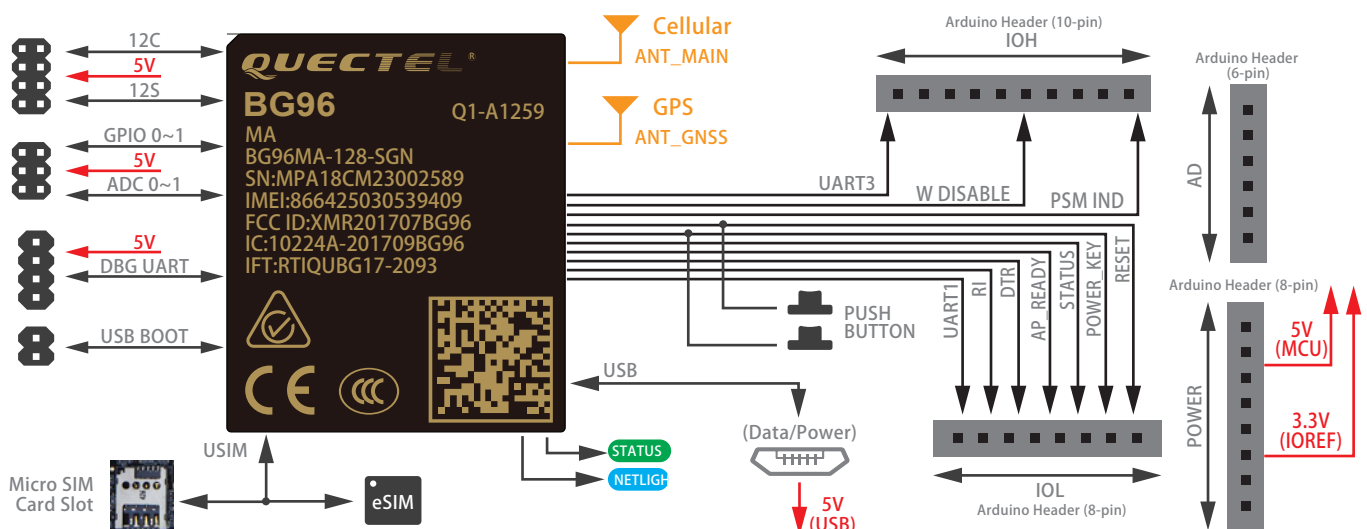 12C
5V
12S
GPIO 0~1
5V
ADC 0~1
5V
DBG UART
USB BOOT
QUECTEL®
BG96
Q1-A1259
MA
BG96MA-128-SGN
SN:MPA18CM23002589
IMEI:866425030539409
FCC ID:XMR201707BG96
IC:10224A-201709BG96
IFT:RTIQUBG17-2093
CE
CCC
Cellular
ANT_MAIN
GPS
ANT_GNSS
Arduino Header (10-pin)
IOH
UART3
W DISABLE
PSM IND
Arduino Header
(6-pin)
AD
PUSH
BUTTON
UART1
RI
DTR
AP_READY
STATUS
POWER_KEY
RESET
Arduino Header (8-pin)
POWER
5V
(MCU)
3.3V
(IOREF)
USB
(Data/Power)
5V
(USB)
IOL
Arduino Header (8-pin)
USIM
STATUS
NETLIGH
Micro SIM
Card Slot
eSIM